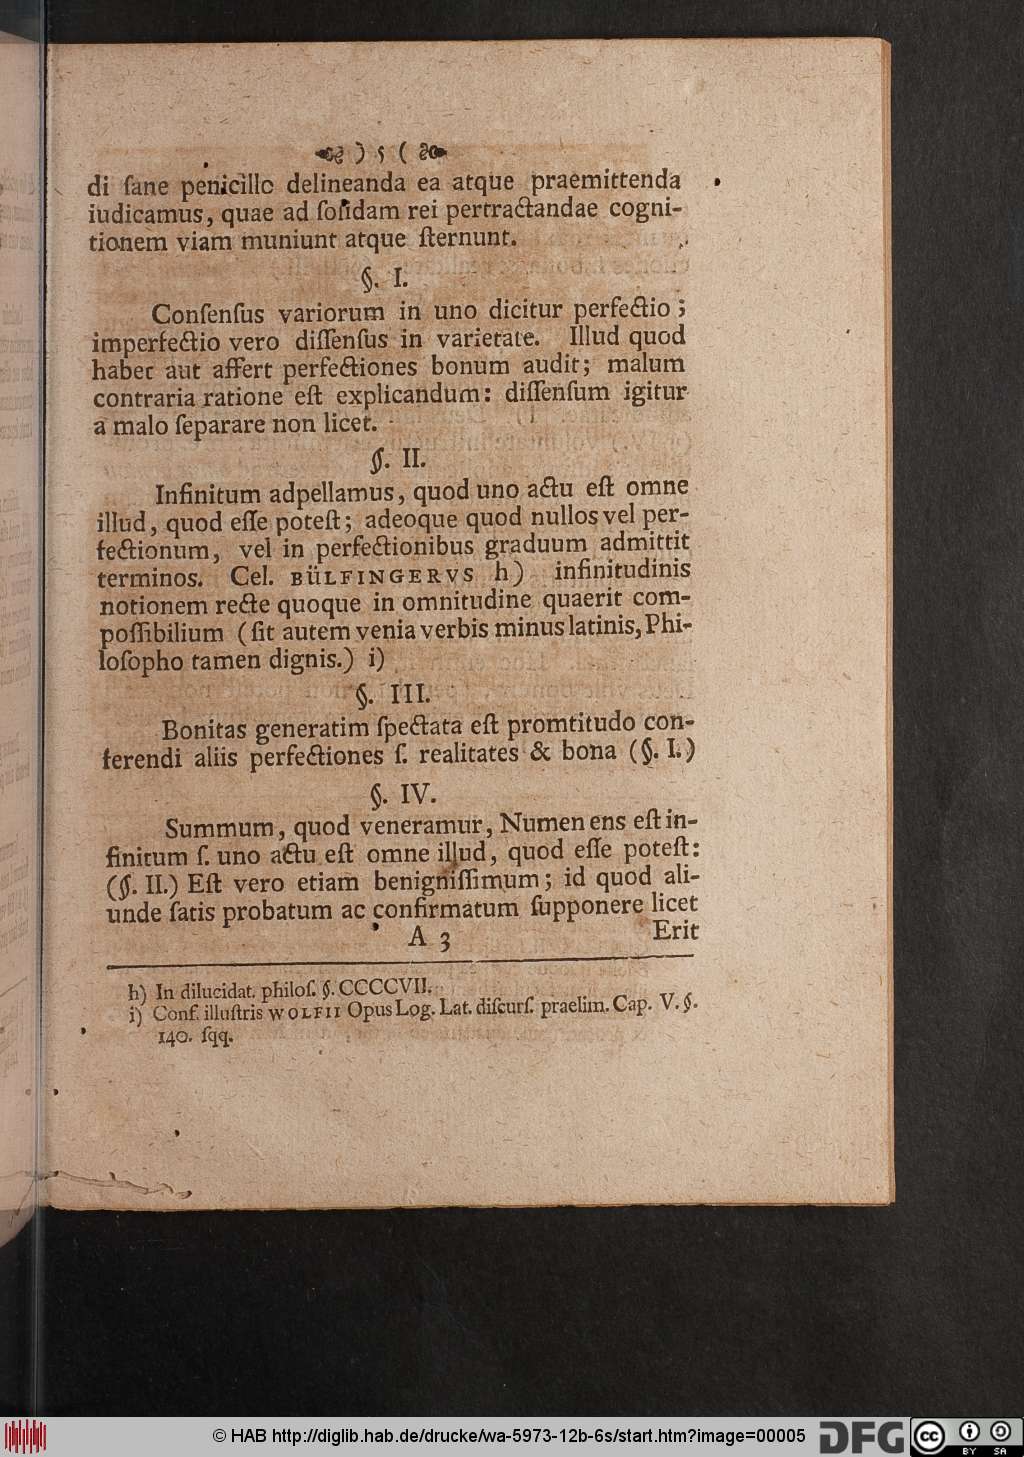 ) 5 (
di ſane penicillo delineanda ea atque praemittenda
iudicamus, quae ad ſolidam rei pertractandae cogni-
tionem viam muniunt atque ſternunt.
§. I.
Conſenſus variorum in uno dicitur perfectio;
imperfectio vero diſſenſus in varietate. Illud quod
habet aut affert perfectiones bonum audit; malum
contraria ratione eſt explicandum: diſſenſum igitur
a malo ſeparare non licet.
§. II.
Infinitum adpellamus, quod uno actu eſt omne
illud, quod eſſe poteſt; adeoque quod nullos vel per-
fectionum, vel in perfectionibus graduum admittit
terminos. Cel. BÜLFINGERVS h) infinitudinis
notionem recte quoque in omnitudine quaerit com-
poſſibilium (ſit autem venia verbis minus latinis, Phi-
loſopho tamen dignis.) i)
§. III.
Bonitas generatim ſpectata eſt promtitudo con-
ferendi aliis perfectiones ſ. realitates & bona (§. I.)
§. IV.
Summum, quod veneramur, Numen ens eſt in-
finitum ſ. uno actu eſt omne illud, quod eſſe poteſt:
(§. II.) Eſt vero etiam benigniſſimum; id quod ali-
unde ſatis probatum ac confirmatum ſupponere licet
A 3 Erit
h) In dilucidat. philoſ. §. CCCCVII.
i) Conf. illuſtris WOLFII Opus Log. Lat. diſcurſ. praelim. Cap. V. §.
140. ſqq.
© HAB http://diglib.hab.de/drucke/wa-5973-12b-6s/start.htm?image=00005
DFG
cc BY SA